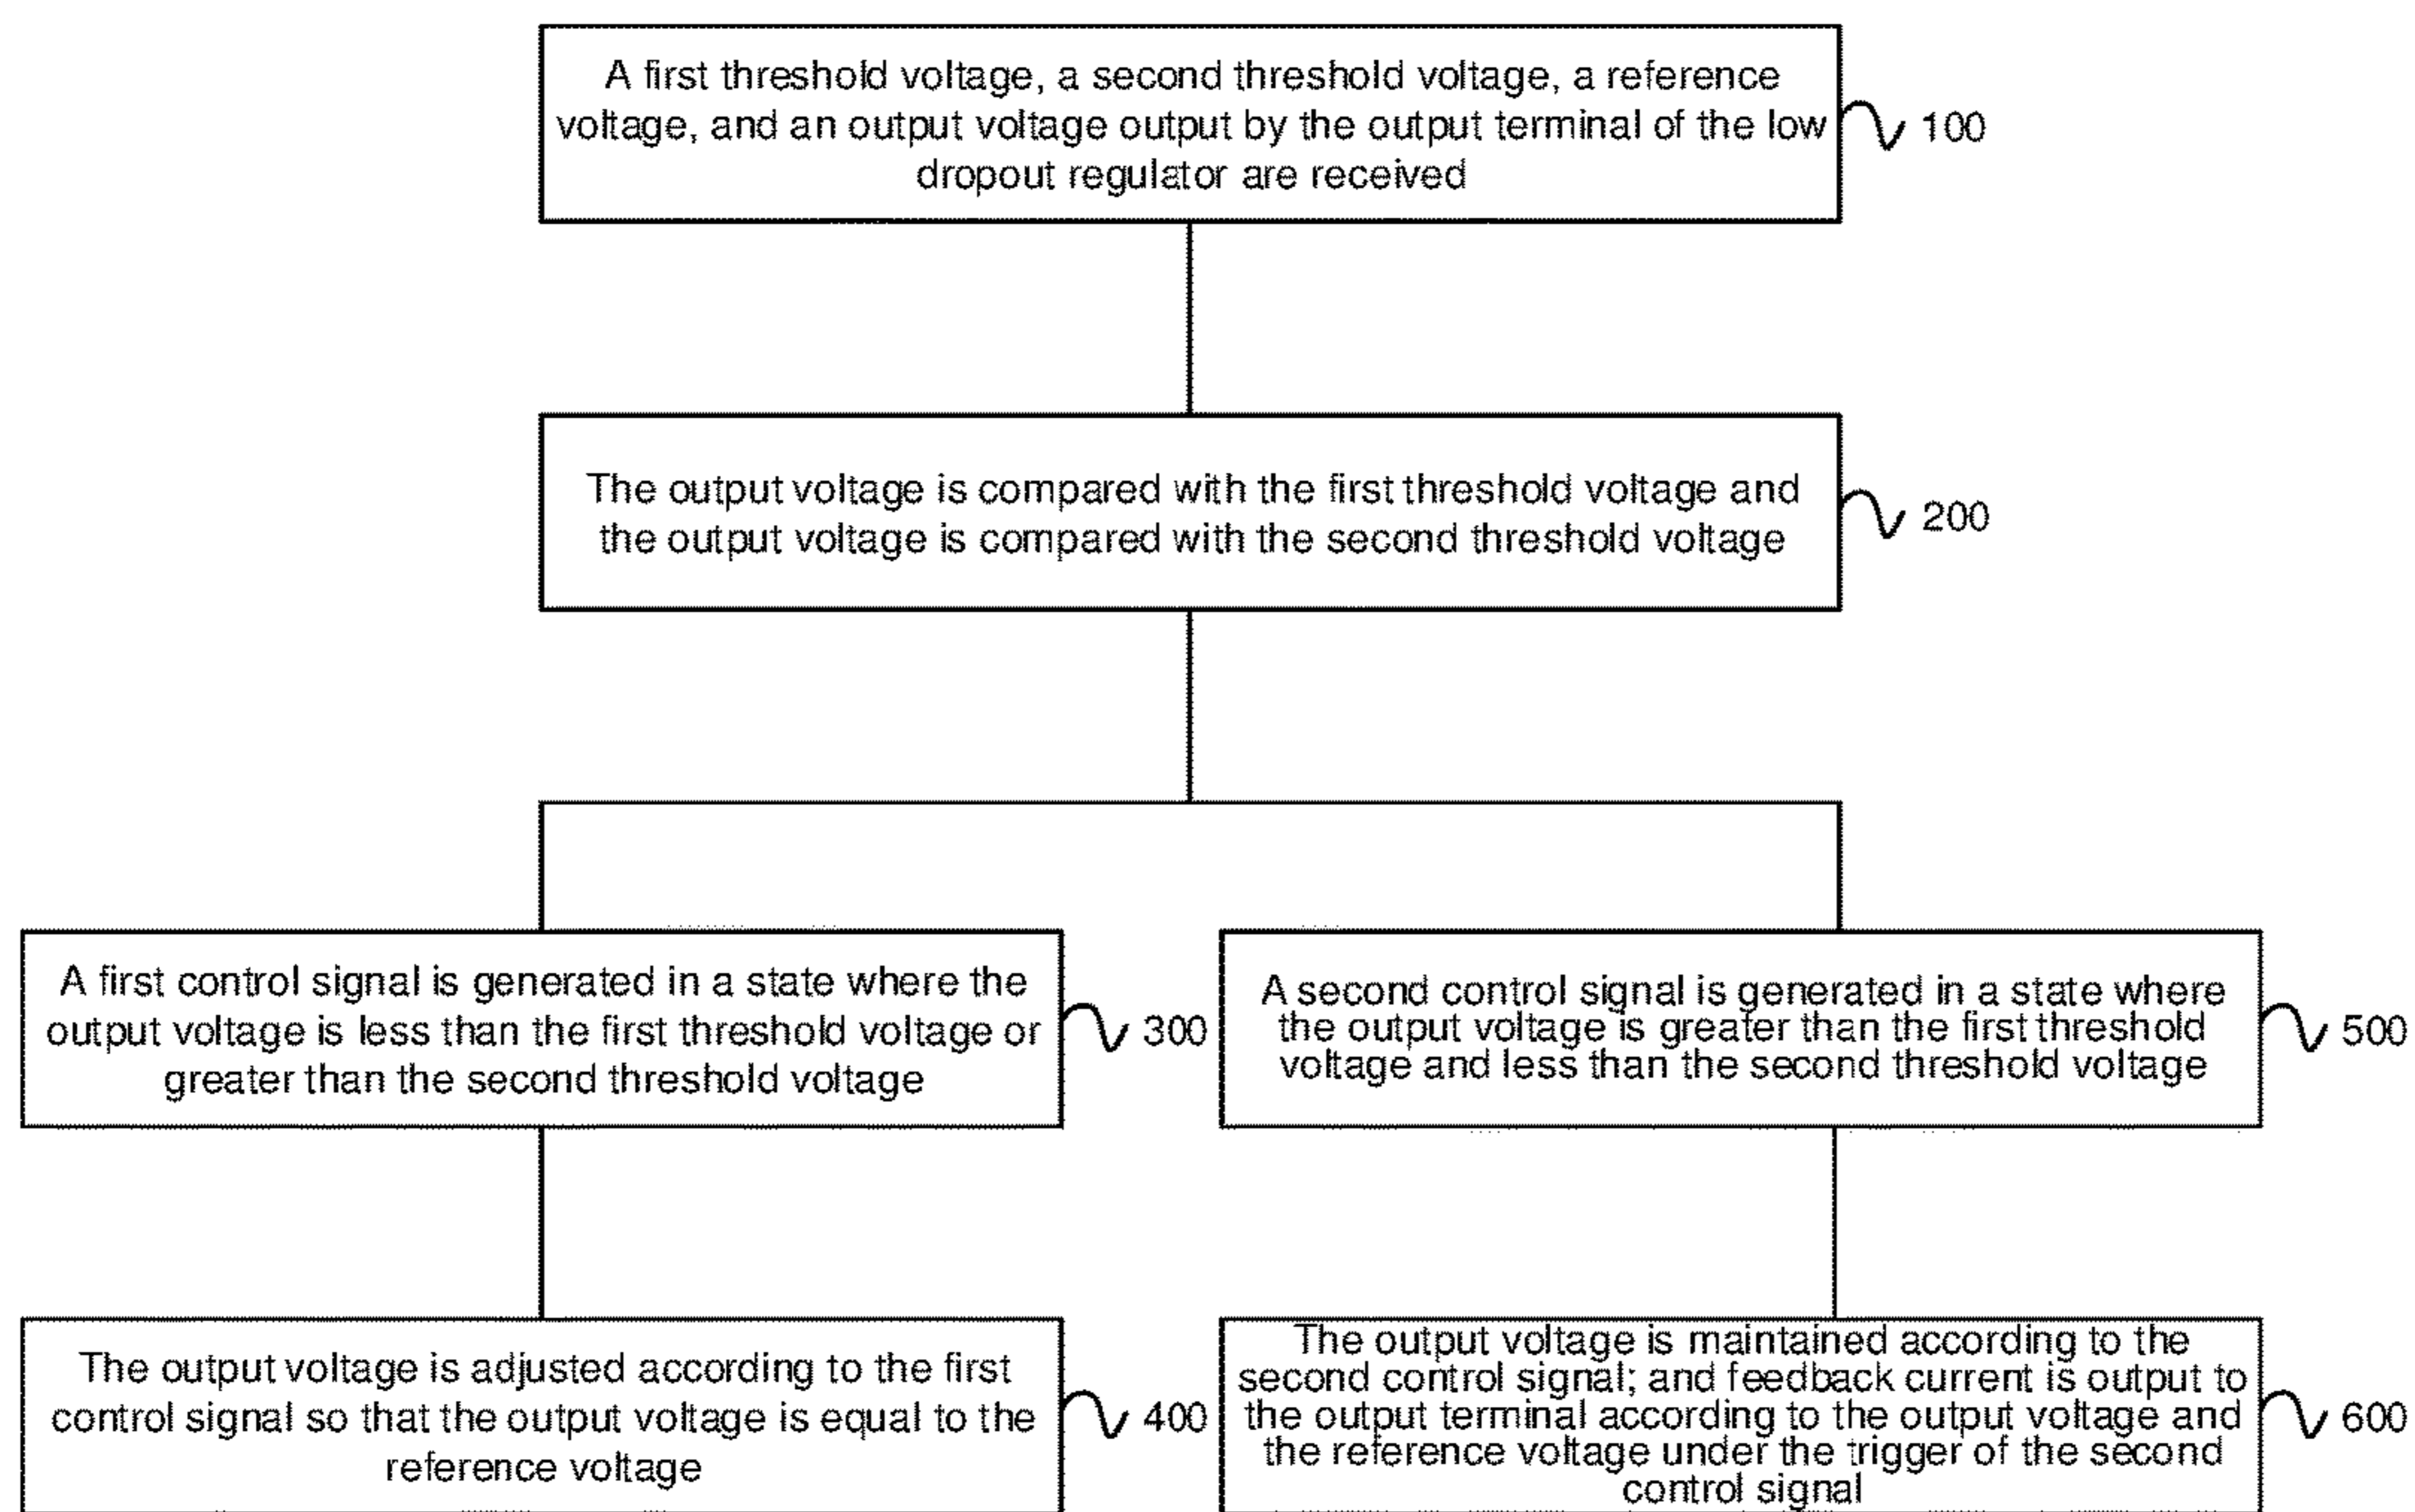 A first threshold voltage, a second threshold voltage, a reference
voltage, and an output voltage output by the output terminal of the low
dropout regulator are received
100
The output voltage is compared with the first threshold voltage and
the output voltage is compared with the second threshold voltage
200
A first control signal is generated in a state where the
output voltage is less than the first threshold voltage or
greater than the second threshold voltage
300
A second control signal is generated in a state where
the output voltage is greater than the first threshold
voltage and less than the second threshold voltage
500
The output voltage is adjusted according to the first
control signal so that the output voltage is equal to the
reference voltage
400
The output voltage is maintained according to the
second control signal; and feedback current is output to
the output terminal according to the output voltage and
the reference voltage under the trigger of the second
control signal
600